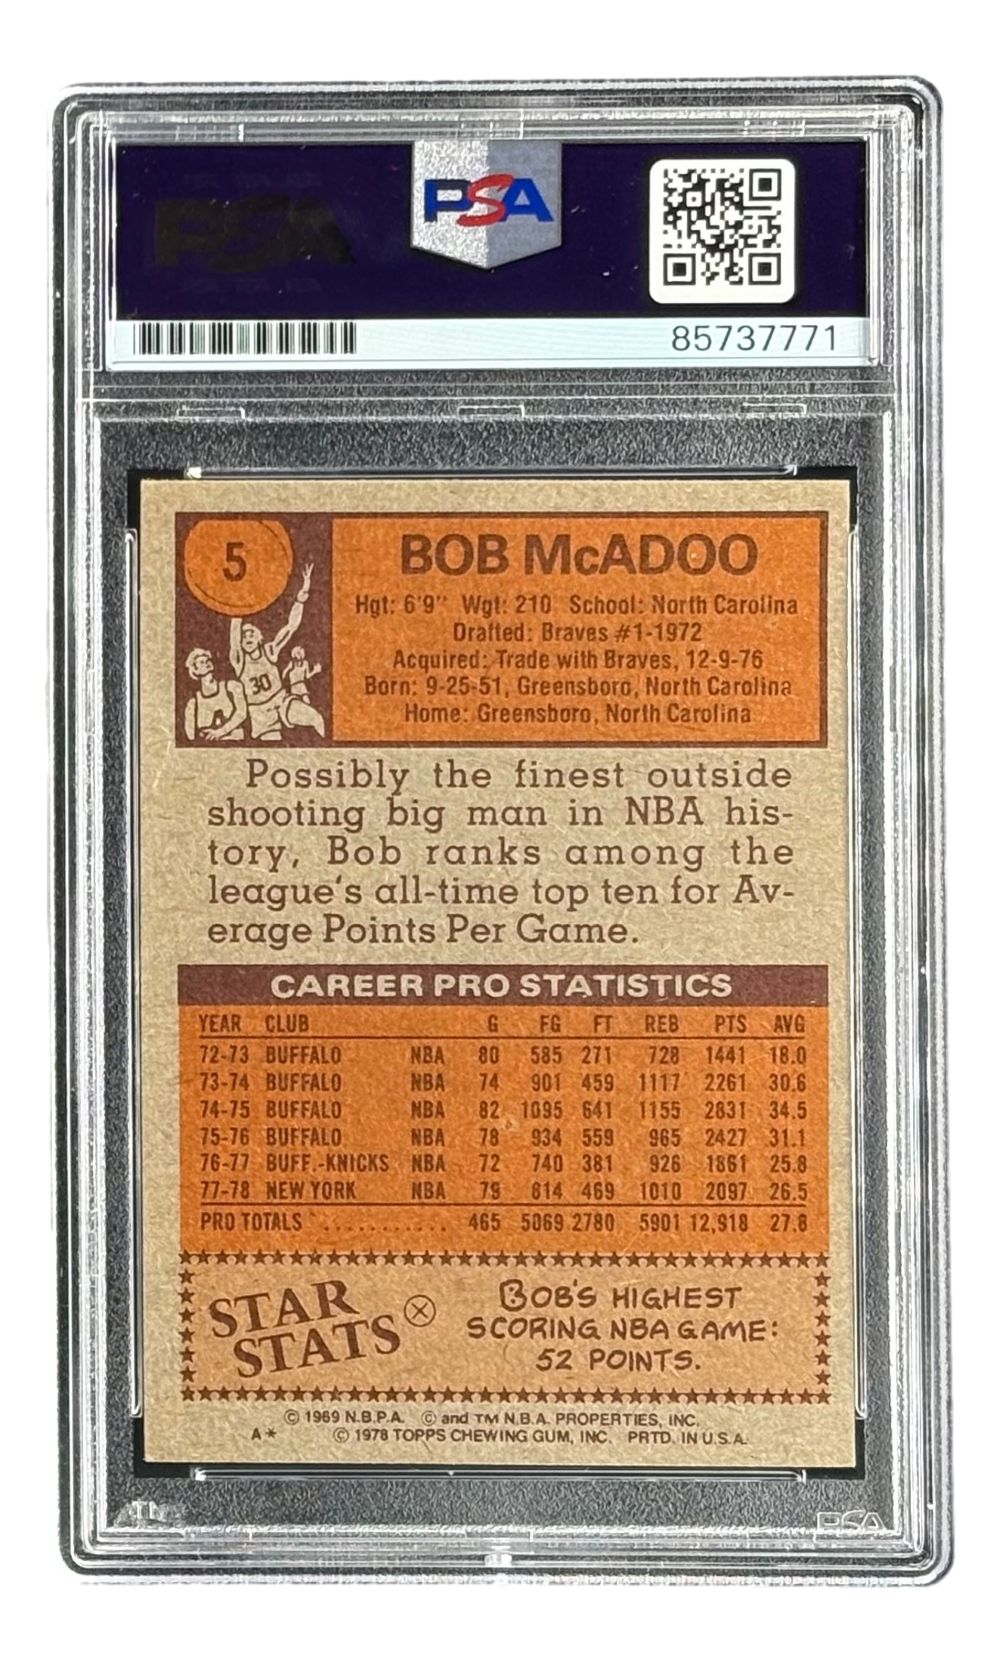 PSA
85737771
5
BOB McADOO
Hgt: 6'9" Wgt: 210 School: North Carolina
Drafted: Braves #1-1972
Acquired: Trade with Braves, 12-9-76
Born: 9-25-51, Greensboro, North Carolina
Home: Greensboro, North Carolina
30
Possibly the finest outside
shooting big man in NBA his-
tory, Bob ranks among the
league's all-time top ten for Av-
erage Points Per Game.
CAREER PRO STATISTICS
YEAR CLUB G FG FT REB PTS AVG
72-73 BUFFALO NBA 80 585 271 728 1441 18.0
73-74 BUFFALO NBA 74 901 459 1117 2261 30.6
74-75 BUFFALO NBA 82 1095 641 1155 2831 34.5
75-76 BUFFALO NBA 78 934 559 965 2427 31.1
76-77 BUFF.-KNICKS NBA 72 740 381 926 1861 25.8
77-78 NEW YORK NBA 79 814 469 1010 2097 26.5
PRO TOTALS ............ 465 5069 2780 5901 12,918 27.8
STAR
STATS
BOB'S HIGHEST
SCORING NBA GAME:
52 POINTS.
© 1969 N.B.P.A. © and TM N.B.A. PROPERTIES, INC.
A* © 1978 TOPPS CHEWING GUM, INC. PRTD. IN U.S.A.
PSA